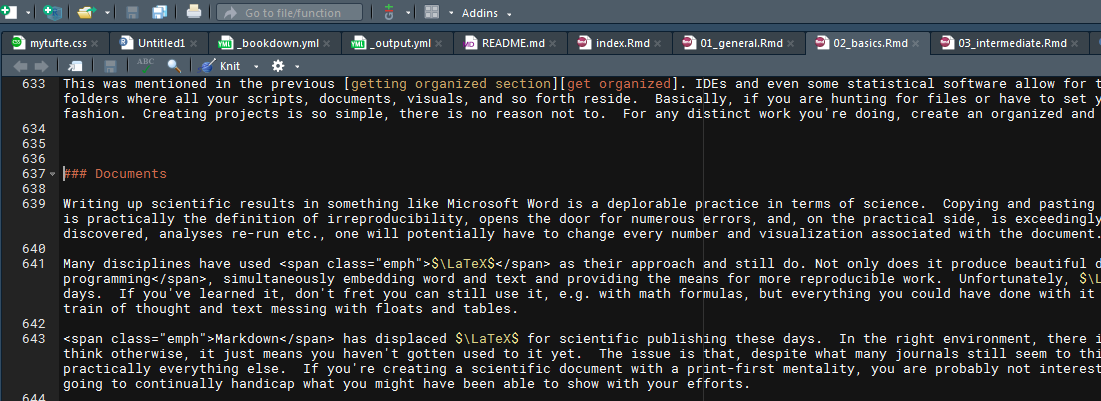 Go to file/function
Addins
mytufte.css
Untitled1
_bookdown.yml
_output.yml
README.md
index.Rmd
01_general.Rmd
02_basics.Rmd
03_intermediate.Rmd
ABC
Knit
633 This was mentioned in the previous [getting organized section][get organized]. IDEs and even some statistical software allow for t
folders where all your scripts, documents, visuals, and so forth reside.  Basically, if you are hunting for files or have to set y
fashion.  Creating projects is so simple, there is no reason not to.  For any distinct work you're doing, create an organized and
634
635
636
637 ### Documents
638
639 Writing up scientific results in something like Microsoft Word is a deplorable practice in terms of science.  Copying and pasting
is practically the definition of irreproducibility, opens the door for numerous errors, and, on the practical side, is exceedingly
discovered, analyses re-run etc., one will potentially have to change every number and visualization associated with the document.
640
641 Many disciplines have used <span class="emph">$\LaTeX$</span> as their approach and still do. Not only does it produce beautiful d
programming</span>, simultaneously embedding word and text and providing the means for more reproducible work.  Unfortunately, $\L
days.  If you've learned it, don't fret you can still use it, e.g. with math formulas, but everything you could have done with it
train of thought and text messing with floats and tables.
642
643 <span class="emph">Markdown</span> has displaced $\LaTeX$ for scientific publishing these days.  In the right environment, there i
think otherwise, it just means you haven't gotten used to it yet.  The issue is that, despite what many journals still seem to thi
practically everything else.  If you're creating a scientific document with a print-first mentality, you are probably not interest
going to continually handicap what you might have been able to show with your efforts.
644